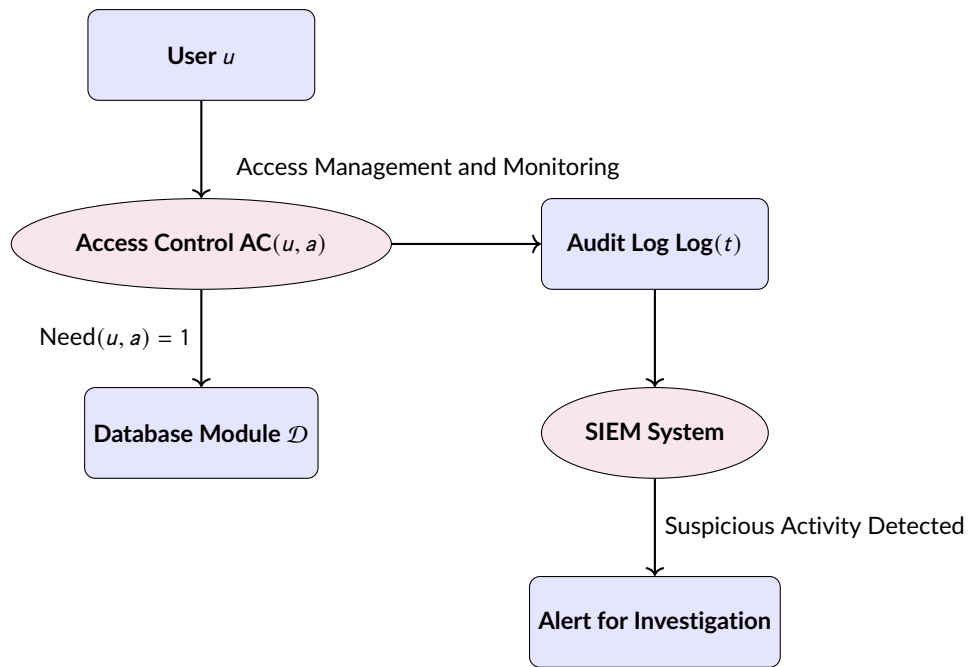 User u
Access Management and Monitoring
Access Control AC(u, a)
Audit Log Log(t)
Need(u, a) = 1
Database Module 𝒟
SIEM System
Suspicious Activity Detected
Alert for Investigation